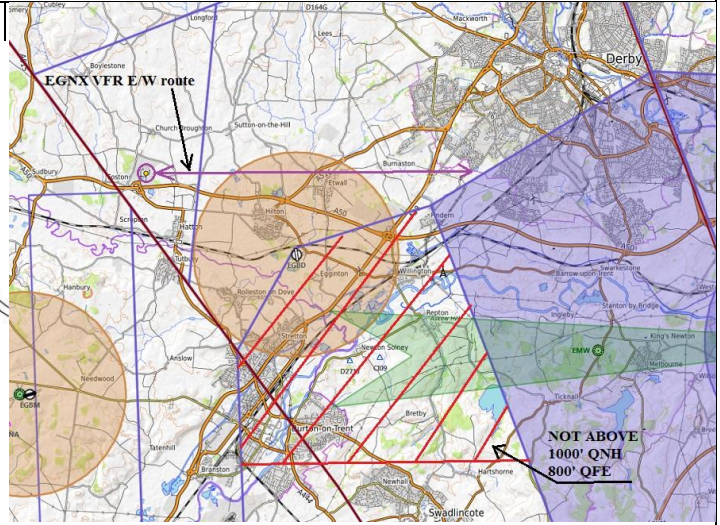 Cubley
Longford
D164G
Mackworth
Lees
Derby
Boylestone
EGNX VFR E/W route
Church Broughton
Sutton-on-the-Hill
Sudbury
Foston
Burnaston
Etwall
A50
Hilton
Findern
Scropton
Hatton
EGBD
Tutbury
Egginton
Willington
A
Barrow upon Trent
Swarkestone
Hanbury
Rolleston on Dove
Repton
Stanton by Bridge
Ingleby
Stretton
Newton Solney
King's Newton
Anslow
EMW
Melbourne
Needwood
EGBM
Bretby
Ticknall
Burton-on-Trent
Tatenhill
NOT ABOVE
1000' QNH
800' QFE
Branston
Hartshorne
Newhall
A444
Swadlincote